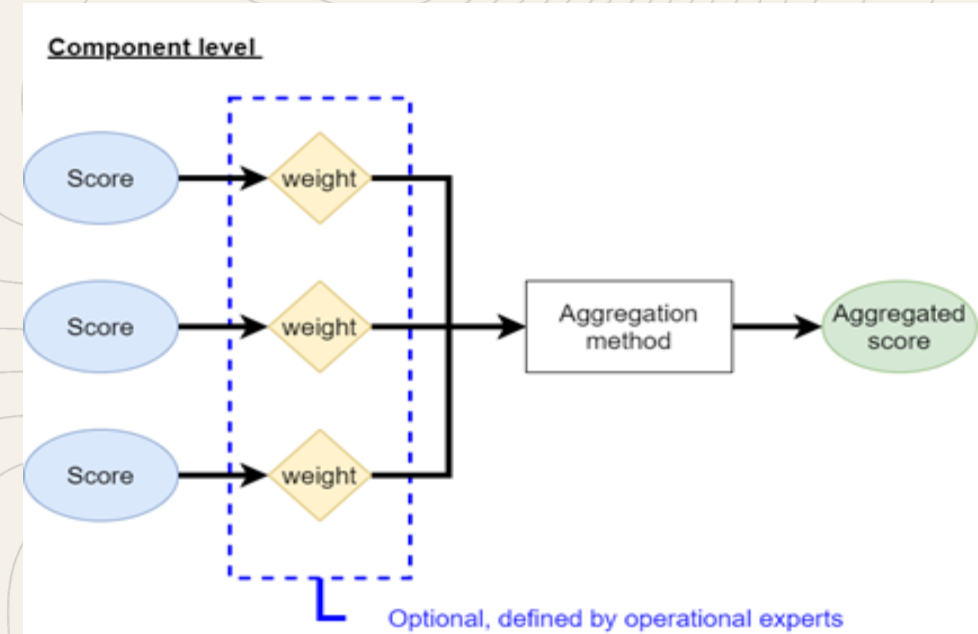 Component level
Score
weight
Score
weight
Aggregation
method
Aggregated
score
Score
weight
Optional, defined by operational experts